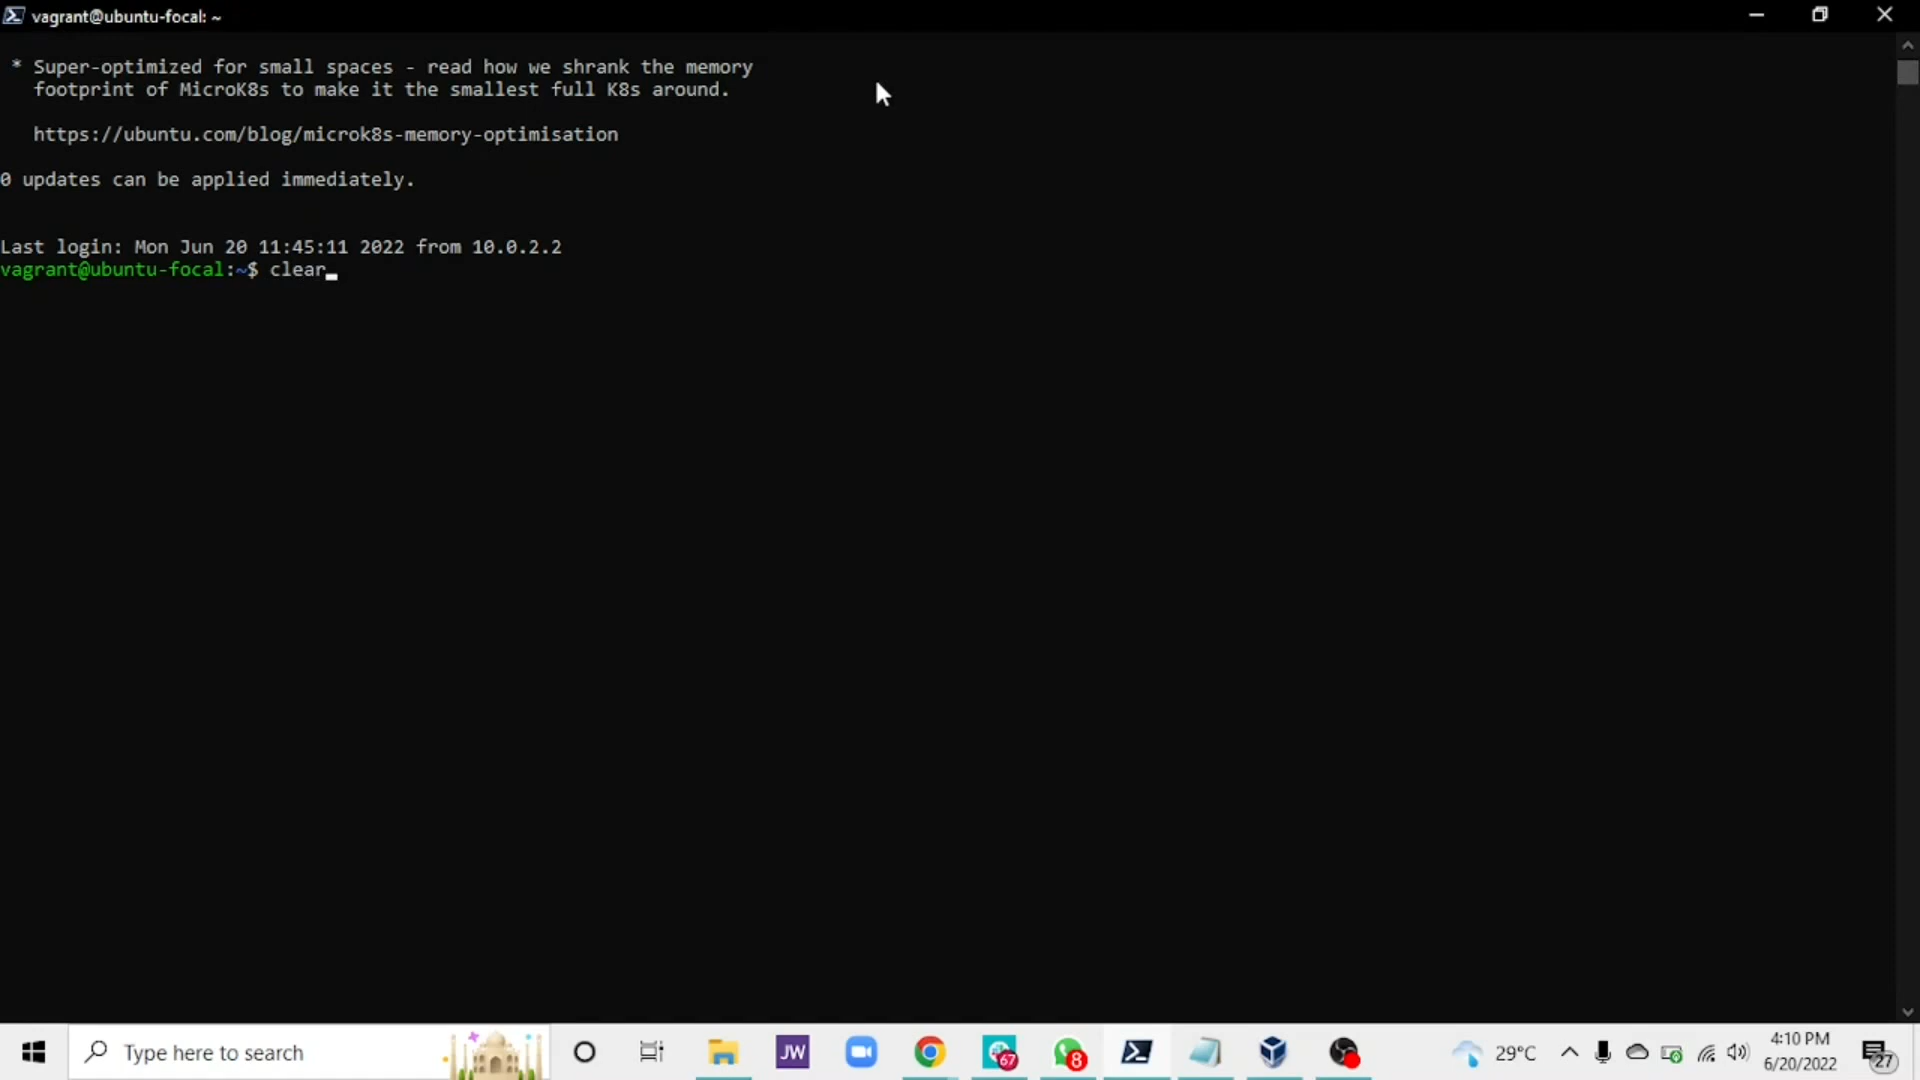 vagrant@ubuntu-focal: ~
* Super-optimized for small spaces - read how we shrank the memory
footprint of MicroK8s to make it the smallest full K8s around.
https://ubuntu.com/blog/microk8s-memory-optimisation
0 updates can be applied immediately.
Last login: Mon Jun 20 11:45:11 2022 from 10.0.2.2
vagrant@ubuntu-focal:~$ clear
Type here to search
JW
67
8
29°C
4:10 PM
6/20/2022
27